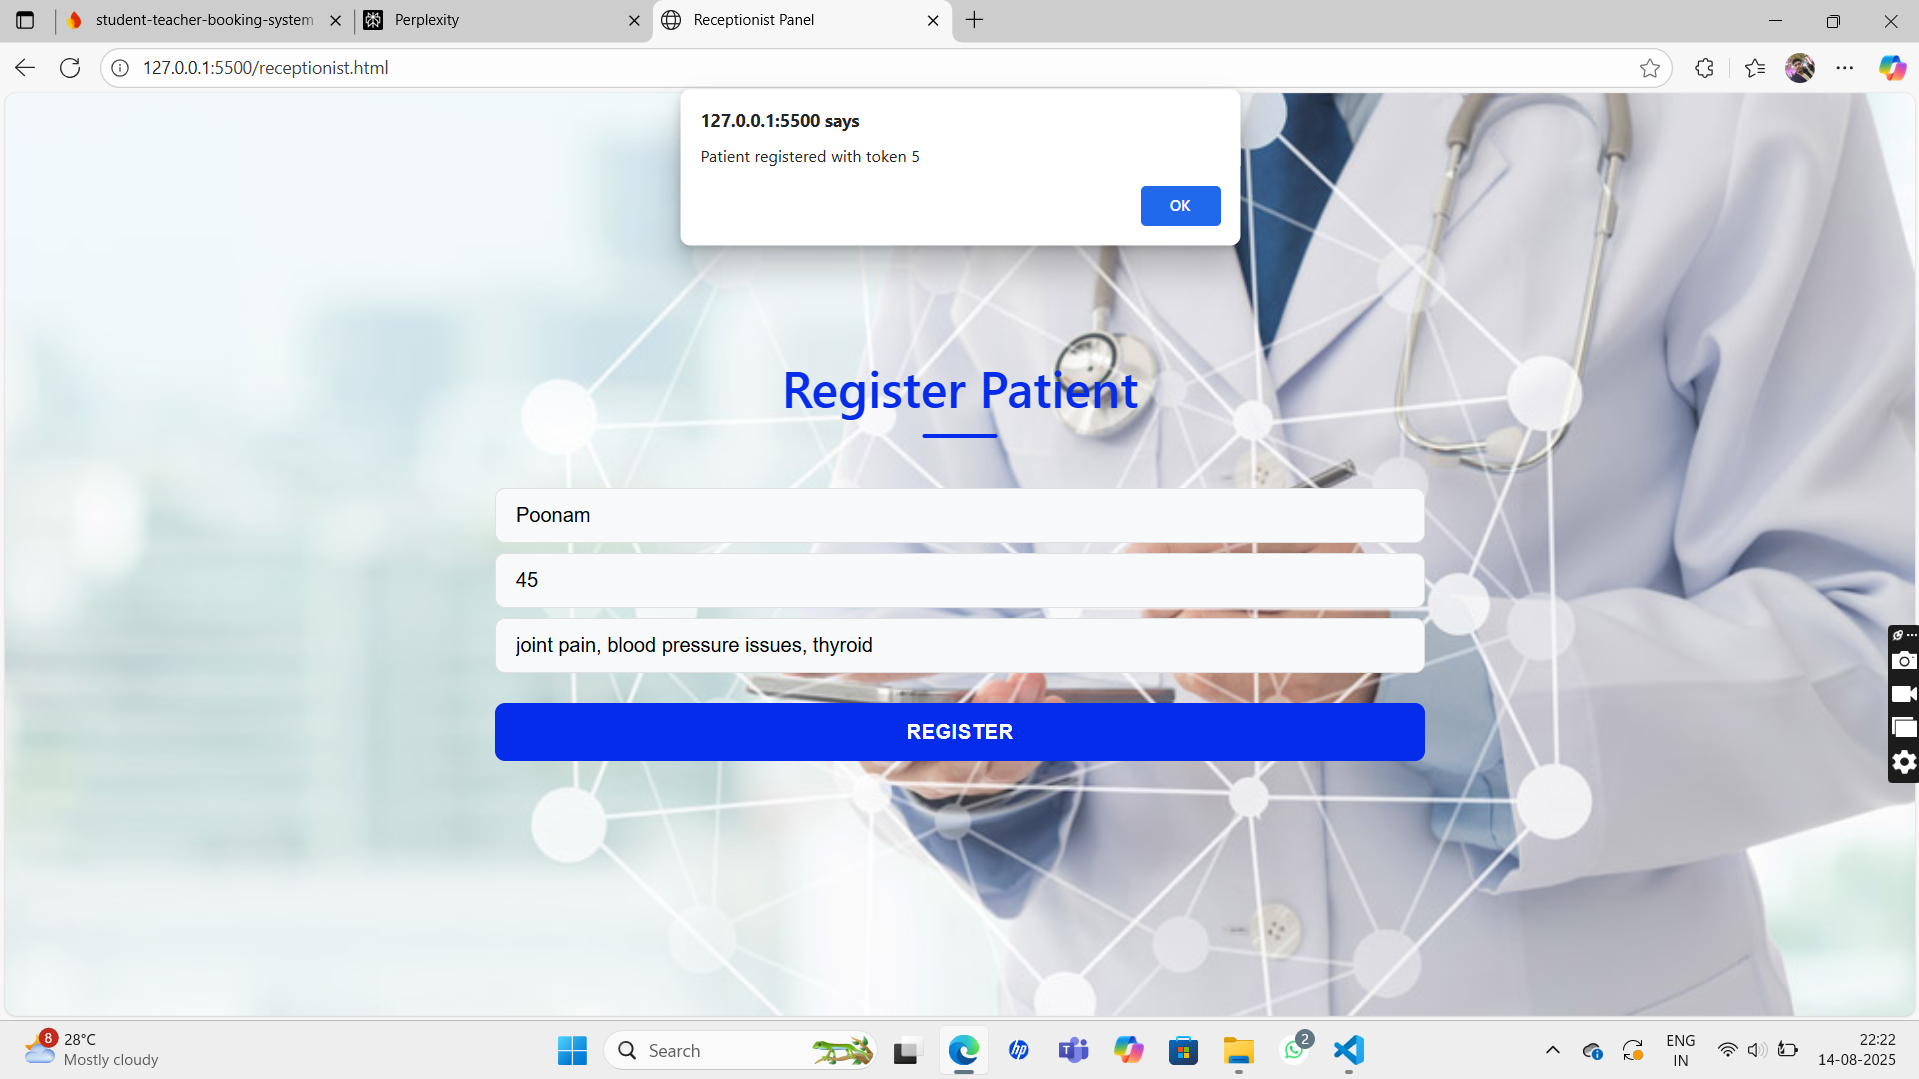 student-teacher-booking-system
Perplexity
Receptionist Panel
127.0.0.1:5500/receptionist.html
127.0.0.1:5500 says
Patient registered with token 5
OK
Register Patient
Poonam
45
joint pain, blood pressure issues, thyroid
REGISTER
8
28°C
Mostly cloudy
Search
hp
2
ENG
IN
22:22
14-08-2025